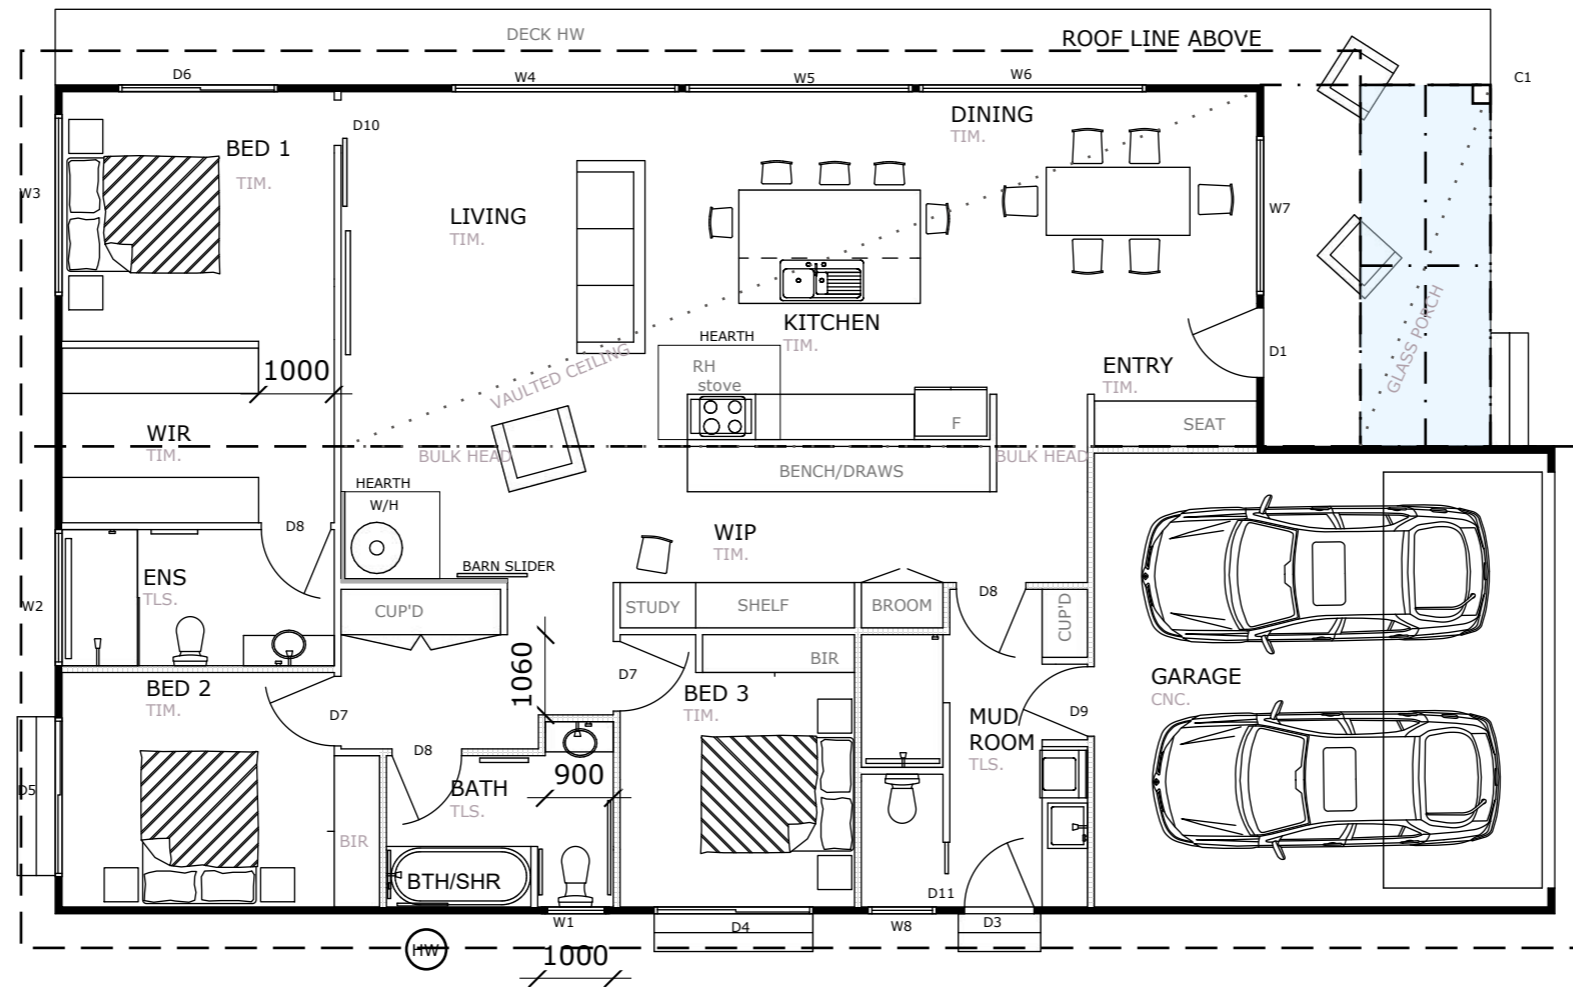 DECK HW
ROOF LINE ABOVE
D6
W4
W5
W6
C1
D10
DINING
TIM.
BED 1
TIM.
W3
LIVING
TIM.
W7
KITCHEN
TIM.
HEARTH
RH
stove
VAULTED CEILING
GLASS PORCH
D1
ENTRY
TIM.
1000
F
SEAT
WIR
TIM.
BULK HEAD
BULK HEAD
BENCH/DRAWS
HEARTH
W/H
D8
WIP
TIM.
BARN SLIDER
ENS
TLS.
W2
CUP'D
STUDY
SHELF
BROOM
D8
CUP'D
1060
BIR
D7
BED 2
TIM.
BED 3
TIM.
GARAGE
CNC.
D7
D9
MUD
ROOM
TLS.
D8
BATH
TLS.
900
D5
BIR
BTH/SHR
D11
W1
D4
W8
D3
HW
1000